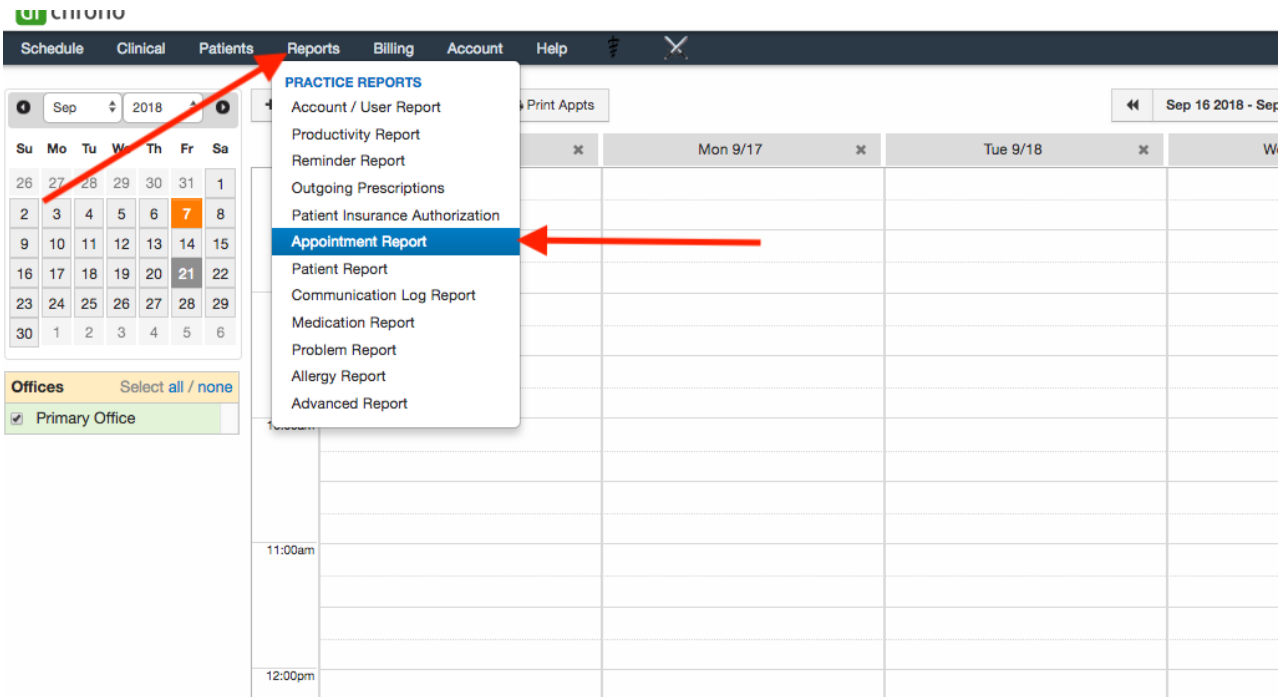 dr chrono
Schedule Clinical Patients Reports Billing Account Help
PRACTICE REPORTS
Account / User Report
Productivity Report
Reminder Report
Outgoing Prescriptions
Patient Insurance Authorization
Appointment Report
Patient Report
Communication Log Report
Medication Report
Problem Report
Allergy Report
Advanced Report
Sep 2018
Su Mo Tu We Th Fr Sa
26 27 28 29 30 31 1
2 3 4 5 6 7 8
9 10 11 12 13 14 15
16 17 18 19 20 21 22
23 24 25 26 27 28 29
30 1 2 3 4 5 6
Offices Select all / none
Primary Office
Print Appts
Sep 16 2018 - Sep
Mon 9/17 Tue 9/18 We
11:00am
12:00pm